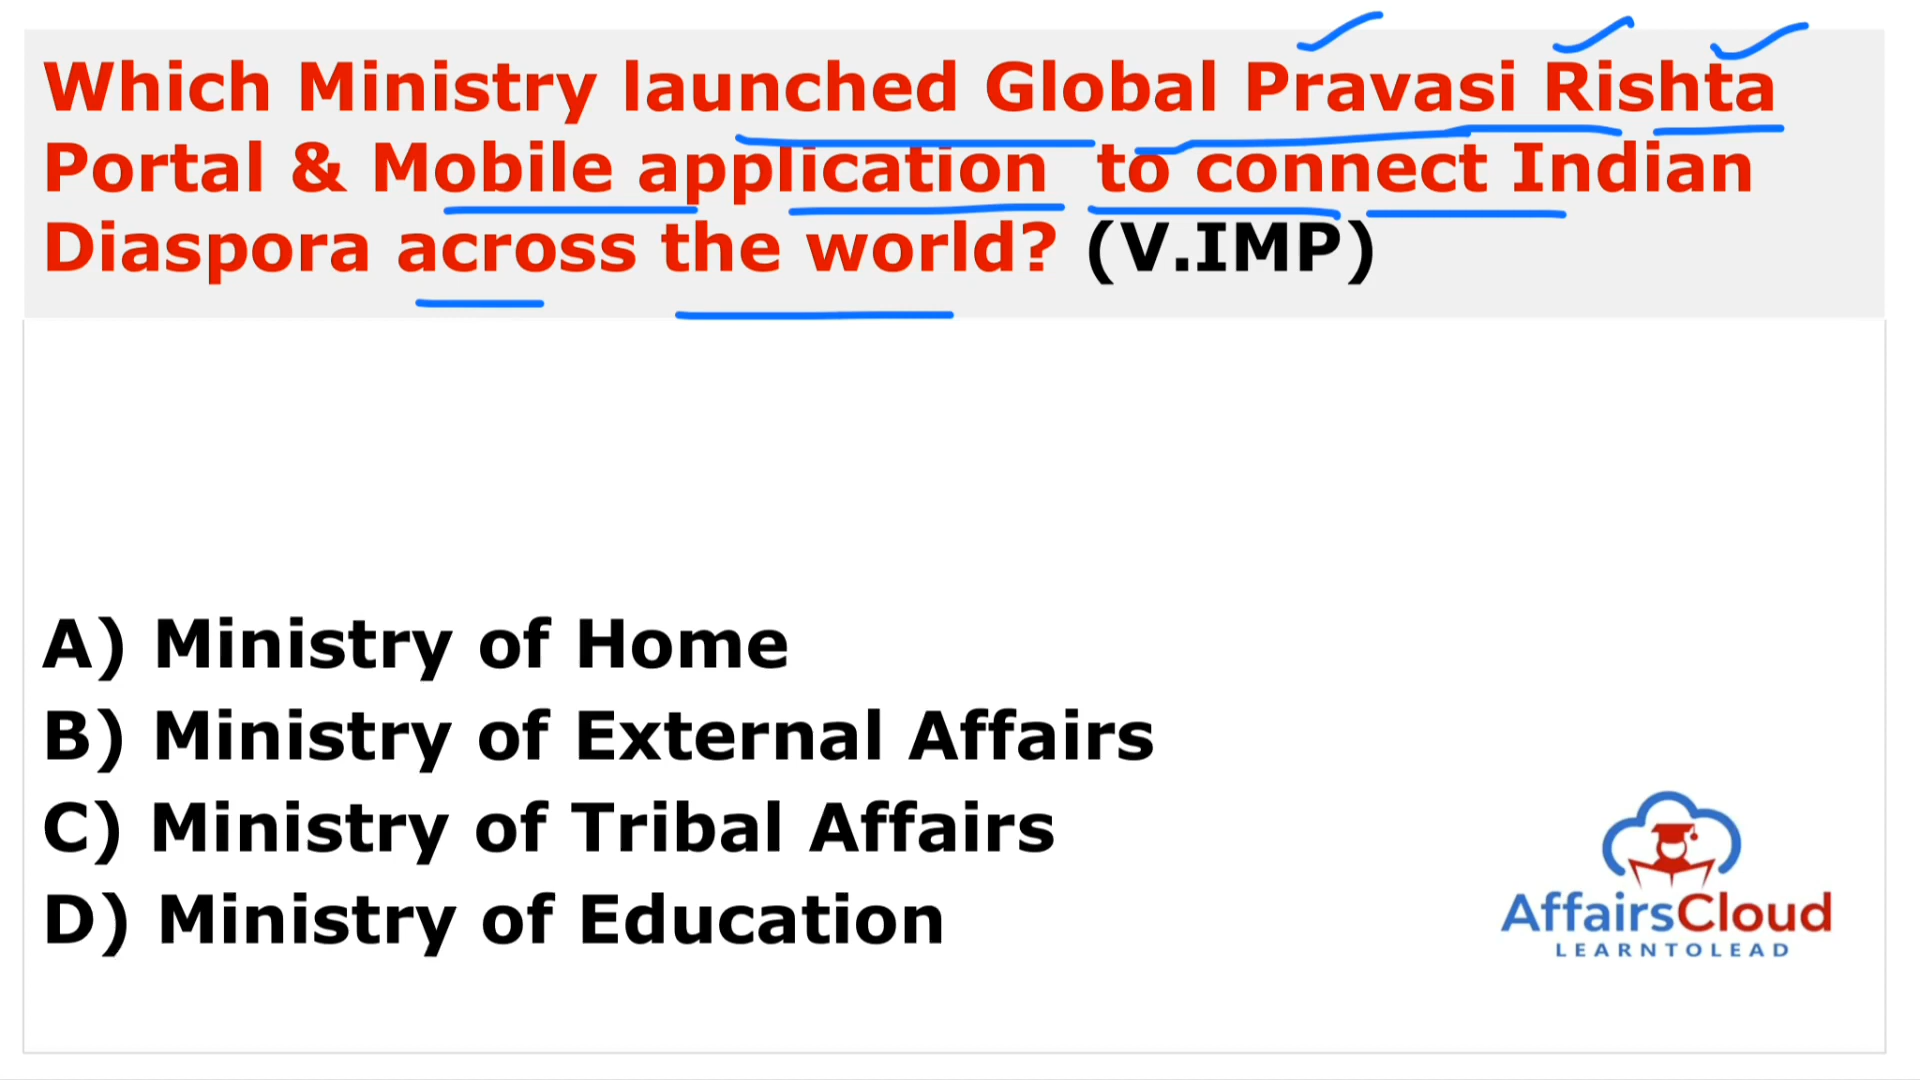 Which Ministry launched Global Pravasi Rishta
Portal & Mobile application to connect Indian
Diaspora across the world? (V.IMP)
A) Ministry of Home
B) Ministry of External Affairs
C) Ministry of Tribal Affairs
D) Ministry of Education
AffairsCloud
LEARNTOLEAD